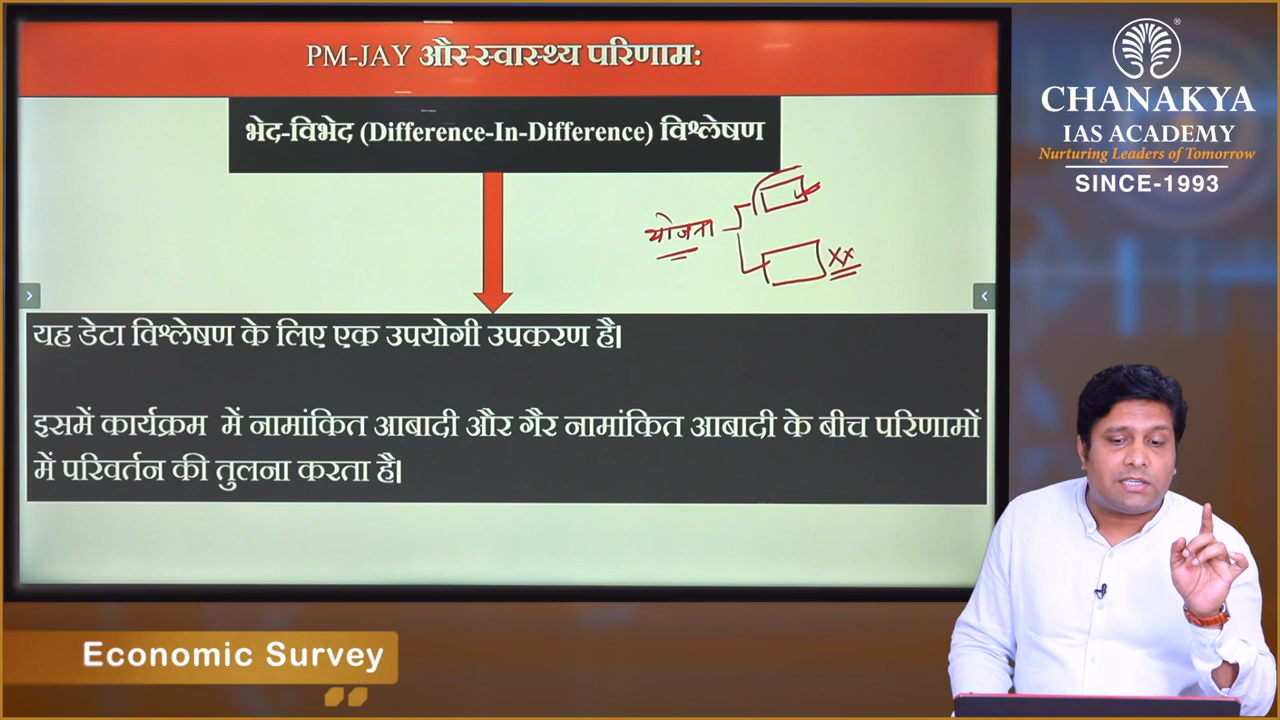 PM-JAY और स्वास्थ्य परिणाम:
भेद-विभेद (Difference-In-Difference) विश्लेषण
योजना
xx
यह डेटा विश्लेषण के लिए एक उपयोगी उपकरण है।
इसमें कार्यक्रम में नामांकित आबादी और गैर नामांकित आबादी के बीच परिणामों
में परिवर्तन की तुलना करता है।
®
CHANAKYA
IAS ACADEMY
Nurturing Leaders of Tomorrow
SINCE-1993
Economic Survey